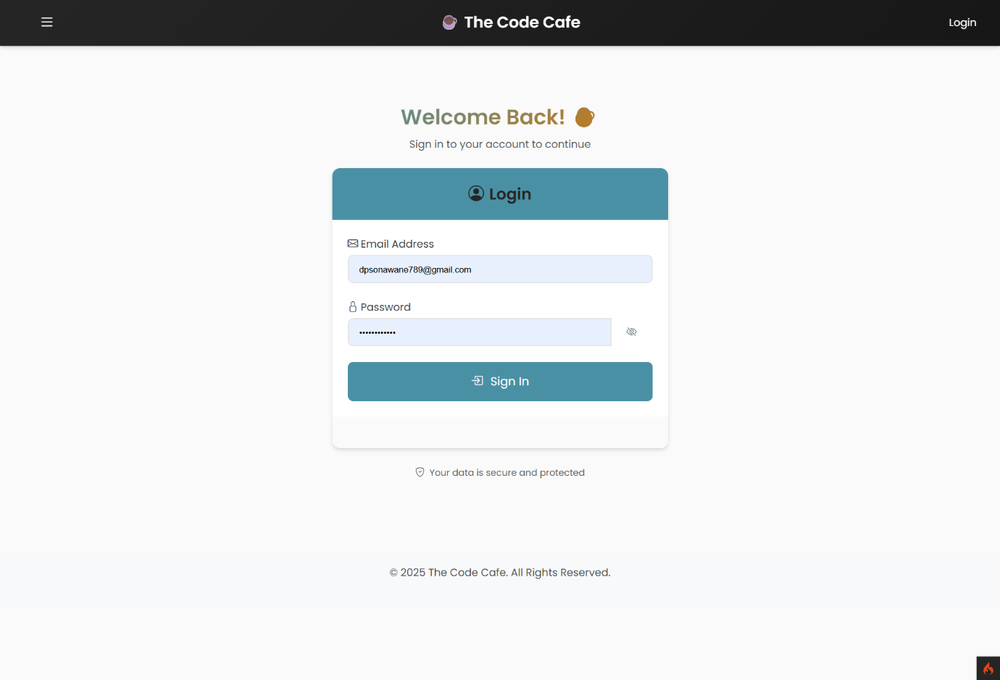 The Code Cafe
Login
Welcome Back!
Sign in to your account to continue
Login
Email Address
dpsonawane789@gmail.com
Password
••••••••••••
Sign In
Your data is secure and protected
© 2025 The Code Cafe. All Rights Reserved.